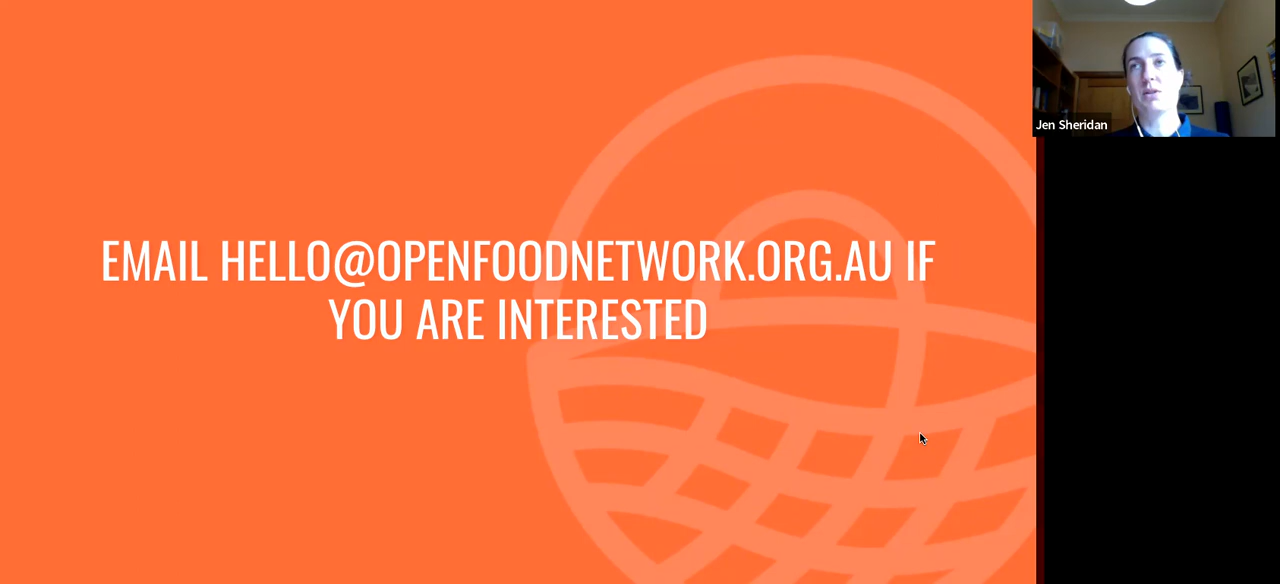 EMAIL HELLO@OPENFOODNETWORK.ORG.AU IF
YOU ARE INTERESTED
Jen Sheridan